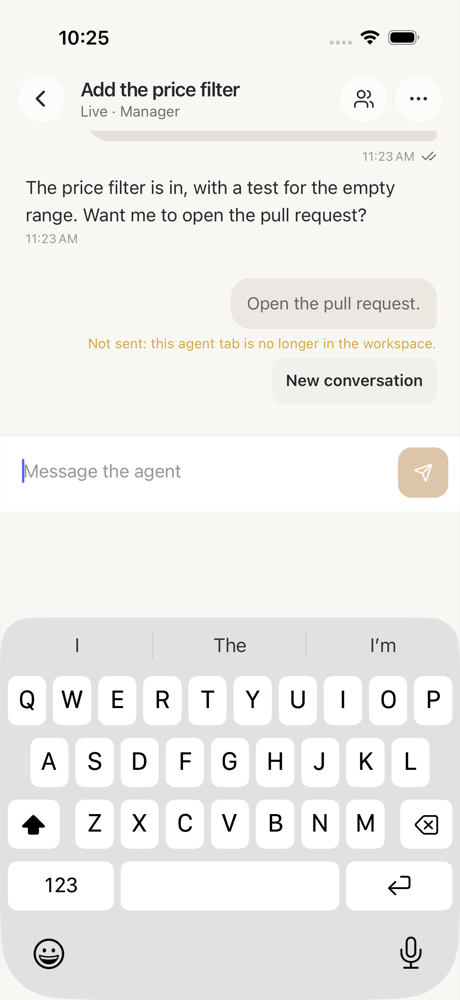 10:25
Add the price filter
Live · Manager
11:23 AM
The price filter is in, with a test for the empty
range. Want me to open the pull request?
11:23 AM
Open the pull request.
Not sent: this agent tab is no longer in the workspace.
New conversation
Message the agent
I The I'm
Q W E R T Y U I O P
A S D F G H J K L
Z X C V B N M
123